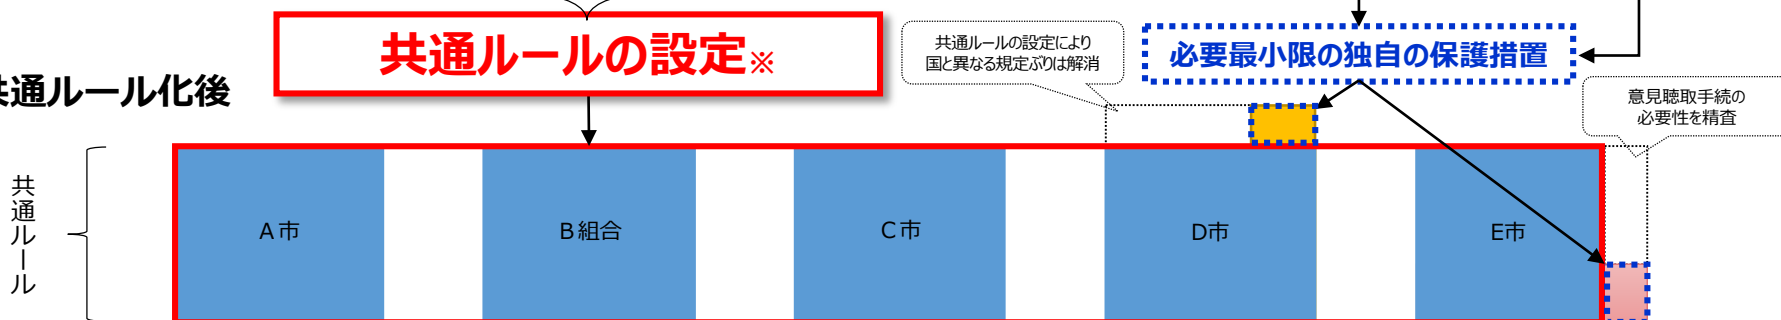 共通ルールの設定※
共通ルールの設定により
国と異なる規定ぶりは解消
必要最小限の独自の保護措置
意見聴取手続の
必要性を精査
共通ルール化後
共通ルール
A市
B組合
C市
D市
E市